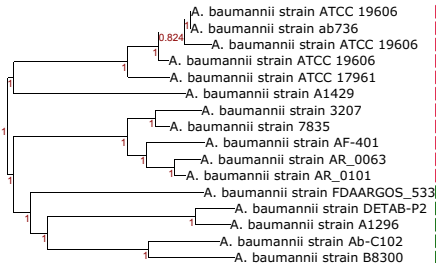 A. baumannii strain ATCC 19606
A. baumannii strain ab736
0.824
A. baumannii strain ATCC 19606
1
A. baumannii strain ATCC 19606
1
A. baumannii strain ATCC 17961
1
A. baumannii strain A1429
1
A. baumannii strain 3207
1
A. baumannii strain 7835
1
A. baumannii strain AF-401
1
A. baumannii strain AR_0063
1
A. baumannii strain AR_0101
1
1
A. baumannii strain FDAARGOS_533
A. baumannii strain DETAB-P2
1
A. baumannii strain A1296
1
A. baumannii strain Ab-C102
1
A. baumannii strain B8300
1